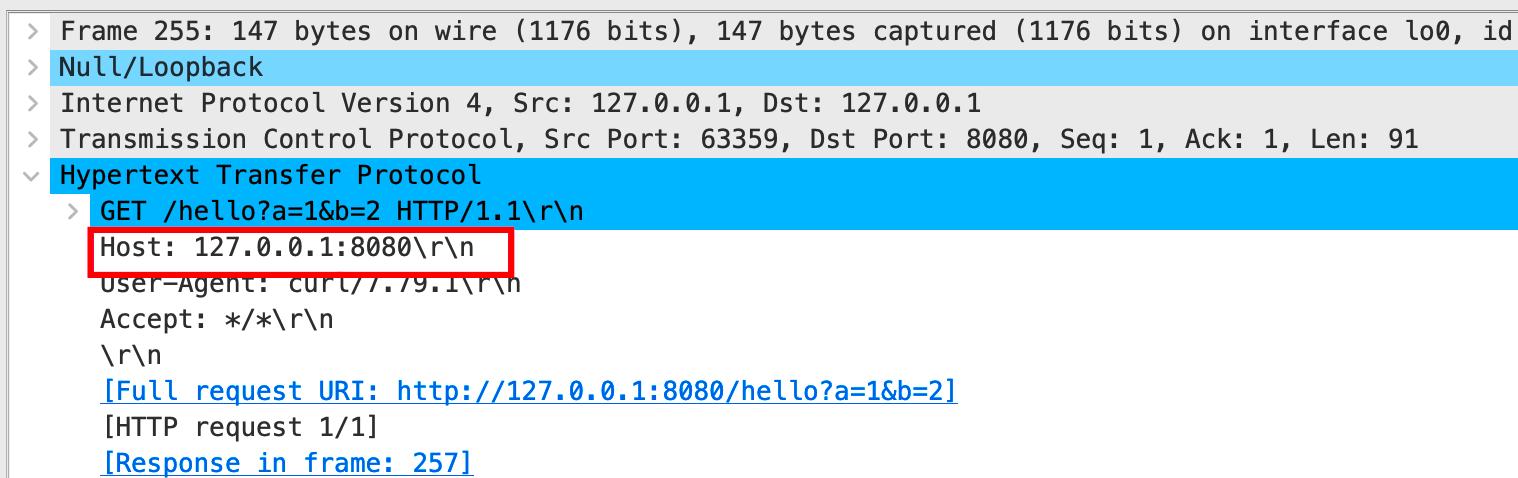 Frame 255: 147 bytes on wire (1176 bits), 147 bytes captured (1176 bits) on interface lo0, id
Null/Loopback
Internet Protocol Version 4, Src: 127.0.0.1, Dst: 127.0.0.1
Transmission Control Protocol, Src Port: 63359, Dst Port: 8080, Seq: 1, Ack: 1, Len: 91
Hypertext Transfer Protocol
GET /hello?a=1&b=2 HTTP/1.1\r\n
Host: 127.0.0.1:8080\r\n
User-Agent: curl/7.79.1\r\n
Accept: */*\r\n
\r\n
[Full request URI: http://127.0.0.1:8080/hello?a=1&b=2]
[HTTP request 1/1]
[Response in frame: 257]